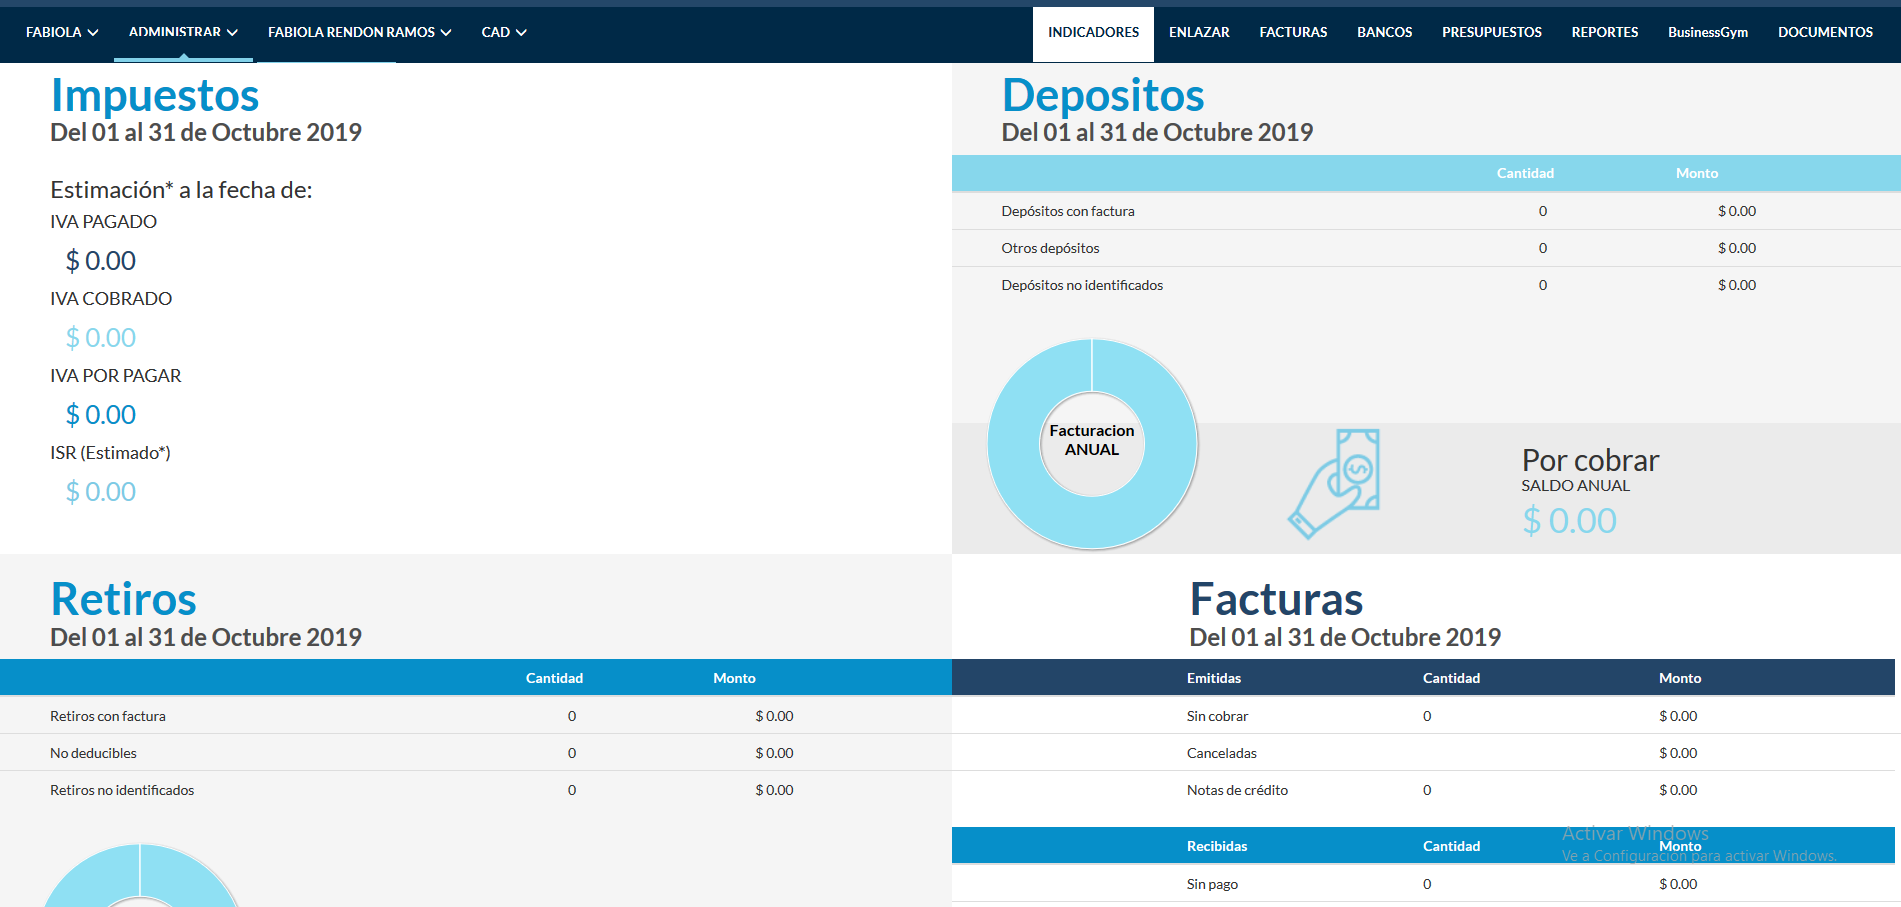 FABIOLA ADMINISTRAR FABIOLA RENDON RAMOS CAD INDICADORES ENLAZAR FACTURAS BANCOS PRESUPUESTOS REPORTES BusinessGym DOCUMENTOS
Impuestos
Del 01 al 31 de Octubre 2019
Estimación* a la fecha de:
IVA PAGADO
$ 0.00
IVA COBRADO
$ 0.00
IVA POR PAGAR
$ 0.00
ISR (Estimado*)
$ 0.00
Depositos
Del 01 al 31 de Octubre 2019
Cantidad Monto
Depósitos con factura 0 $ 0.00
Otros depósitos 0 $ 0.00
Depósitos no identificados 0 $ 0.00
Facturacion
ANUAL
Por cobrar
SALDO ANUAL
$ 0.00
Retiros
Del 01 al 31 de Octubre 2019
Cantidad Monto
Retiros con factura 0 $ 0.00
No deducibles 0 $ 0.00
Retiros no identificados 0 $ 0.00
Facturas
Del 01 al 31 de Octubre 2019
Emitidas Cantidad Monto
Sin cobrar 0 $ 0.00
Canceladas $ 0.00
Notas de crédito 0 $ 0.00
Recibidas Cantidad Monto
Sin pago 0 $ 0.00
Activar Windows
Ve a Configuración para activar Windows.